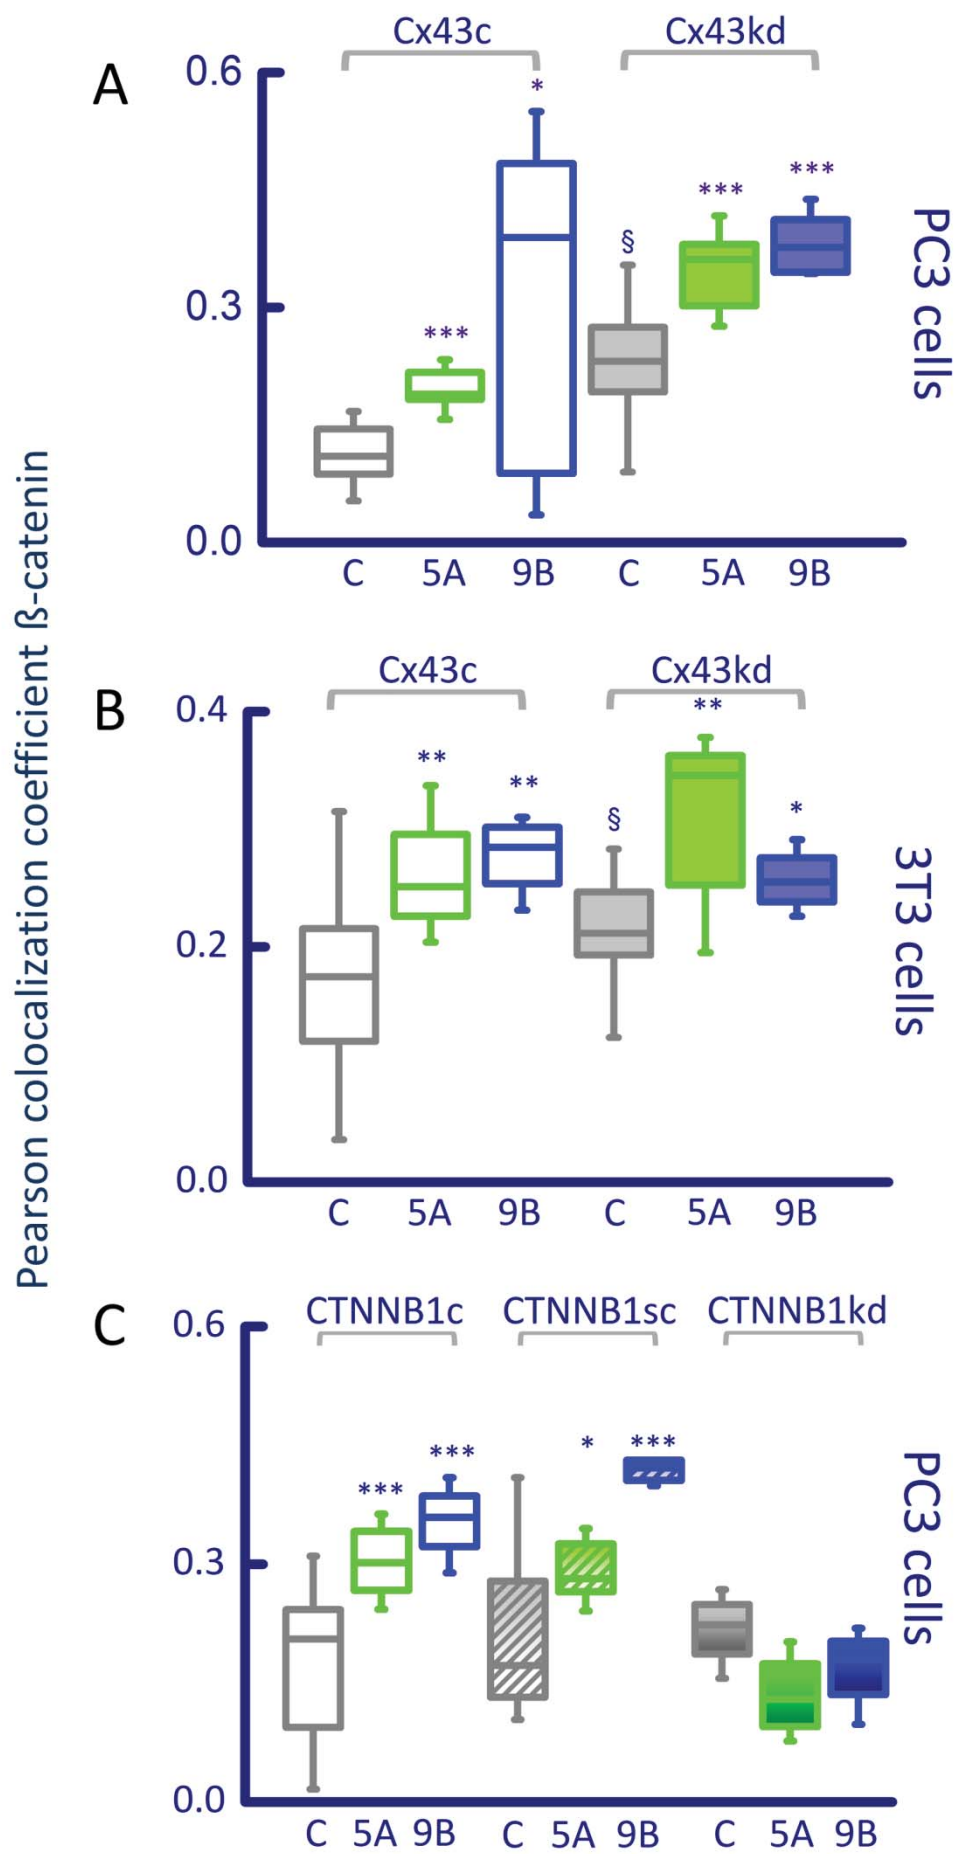 Pearson colocalization coefficient ß-catenin
A
Cx43c
Cx43kd
0.6
0.3
0.0
*
***
§
***
***
C 5A 9B C 5A 9B
PC3 cells
B
Cx43c
Cx43kd
0.4
0.2
0.0
**
**
§
**
*
C 5A 9B C 5A 9B
3T3 cells
C
CTNNB1c
CTNNB1sc
CTNNB1kd
0.6
0.3
0.0
***
***
*
***
C 5A 9B C 5A 9B C 5A 9B
PC3 cells